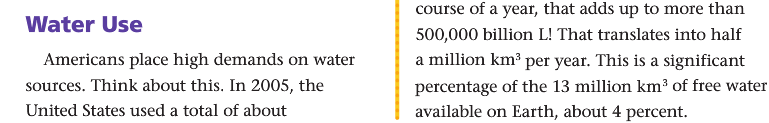 Water Use
Americans place high demands on water
sources. Think about this. In 2005, the
United States used a total of about
course of a year, that adds up to more than
500,000 billion L! That translates into half
a million km³ per year. This is a significant
percentage of the 13 million km³ of free water
available on Earth, about 4 percent.